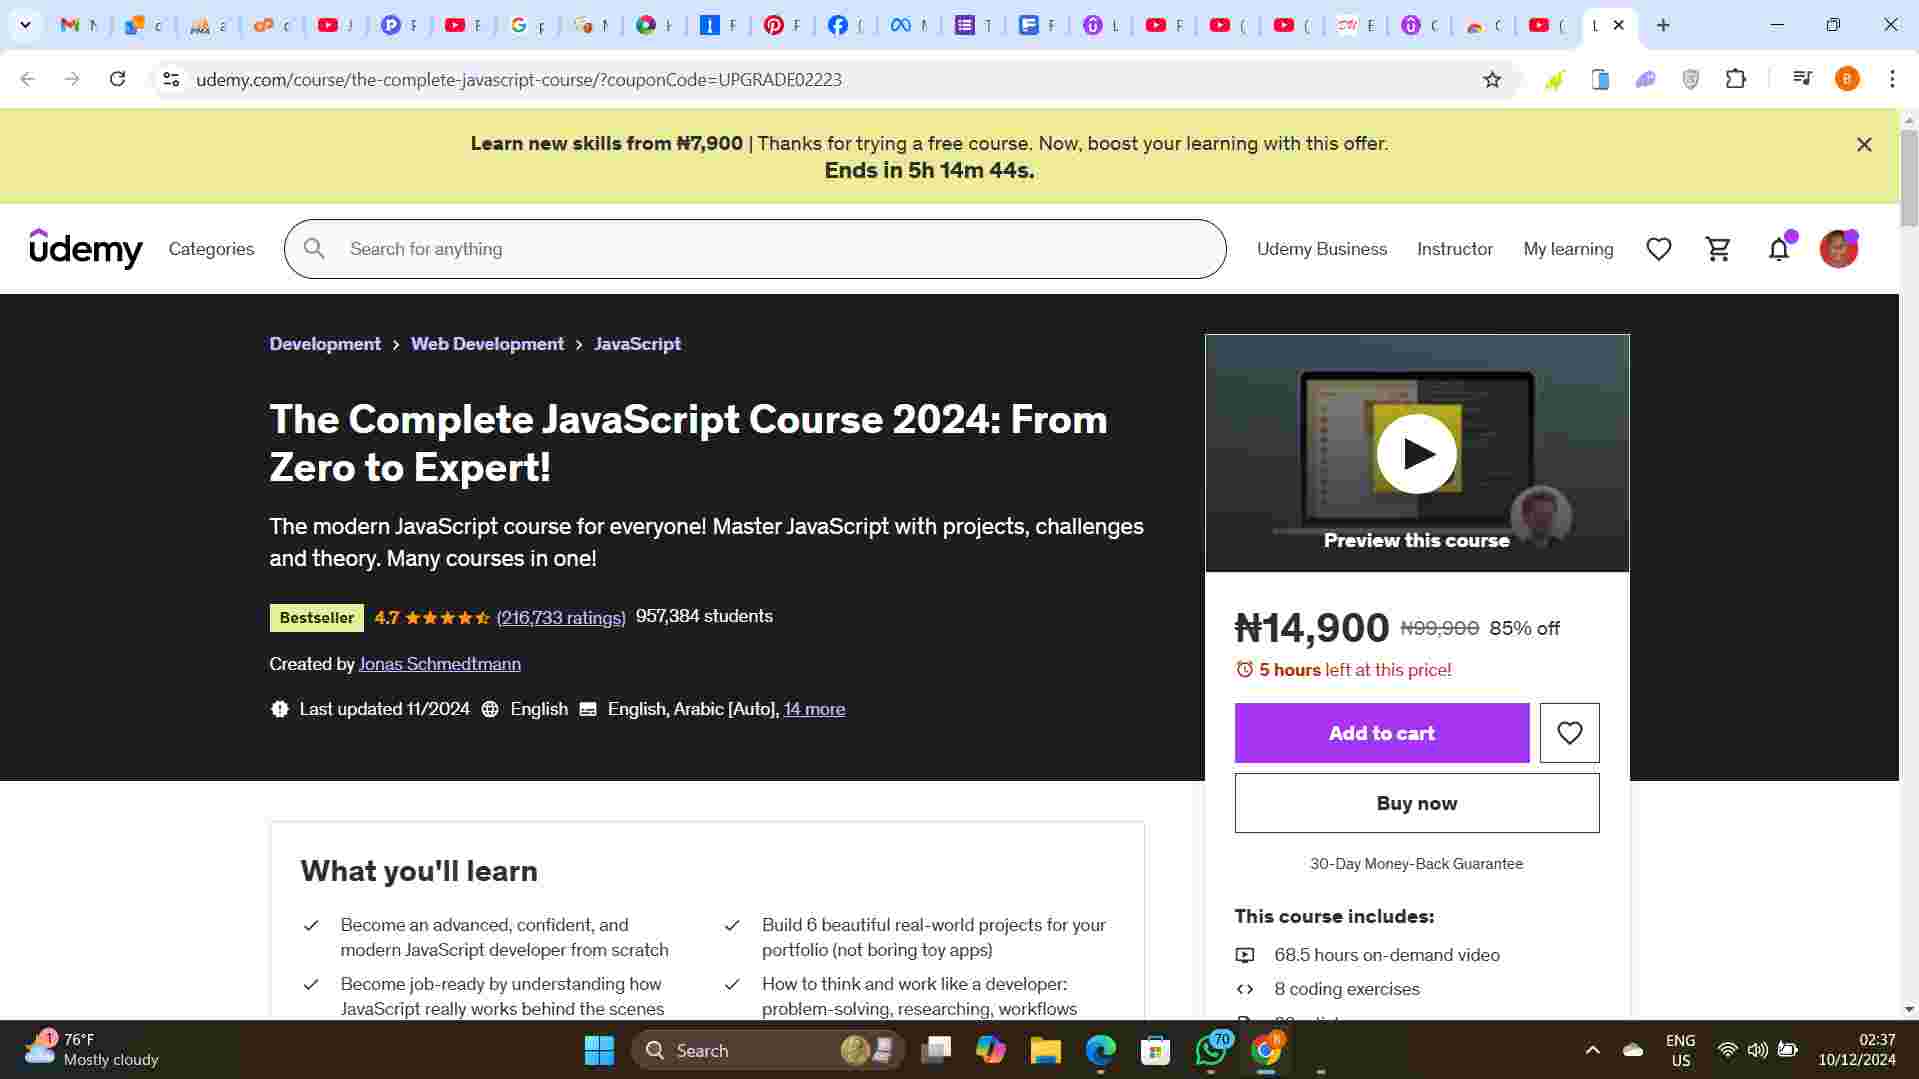 udemy.com/course/the-complete-javascript-course/?couponCode=UPGRADE02223
Learn new skills from ₦7,900 | Thanks for trying a free course. Now, boost your learning with this offer.
Ends in 5h 14m 44s.
ûdemy
Categories
Search for anything
Udemy Business
Instructor
My learning
Development > Web Development > JavaScript
The Complete JavaScript Course 2024: From
Zero to Expert!
The modern JavaScript course for everyone! Master JavaScript with projects, challenges
and theory. Many courses in one!
Bestseller 4.7 (216,733 ratings) 957,384 students
Created by Jonas Schmedtmann
Last updated 11/2024 English English, Arabic [Auto], 14 more
Preview this course
₦14,900 ₦99,900 85% off
5 hours left at this price!
Add to cart
Buy now
30-Day Money-Back Guarantee
This course includes:
68.5 hours on-demand video
8 coding exercises
What you'll learn
Become an advanced, confident, and
modern JavaScript developer from scratch
Become job-ready by understanding how
JavaScript really works behind the scenes
Build 6 beautiful real-world projects for your
portfolio (not boring toy apps)
How to think and work like a developer:
problem-solving, researching, workflows
76°F
Mostly cloudy
Search
70
ENG
US
02:37
10/12/2024